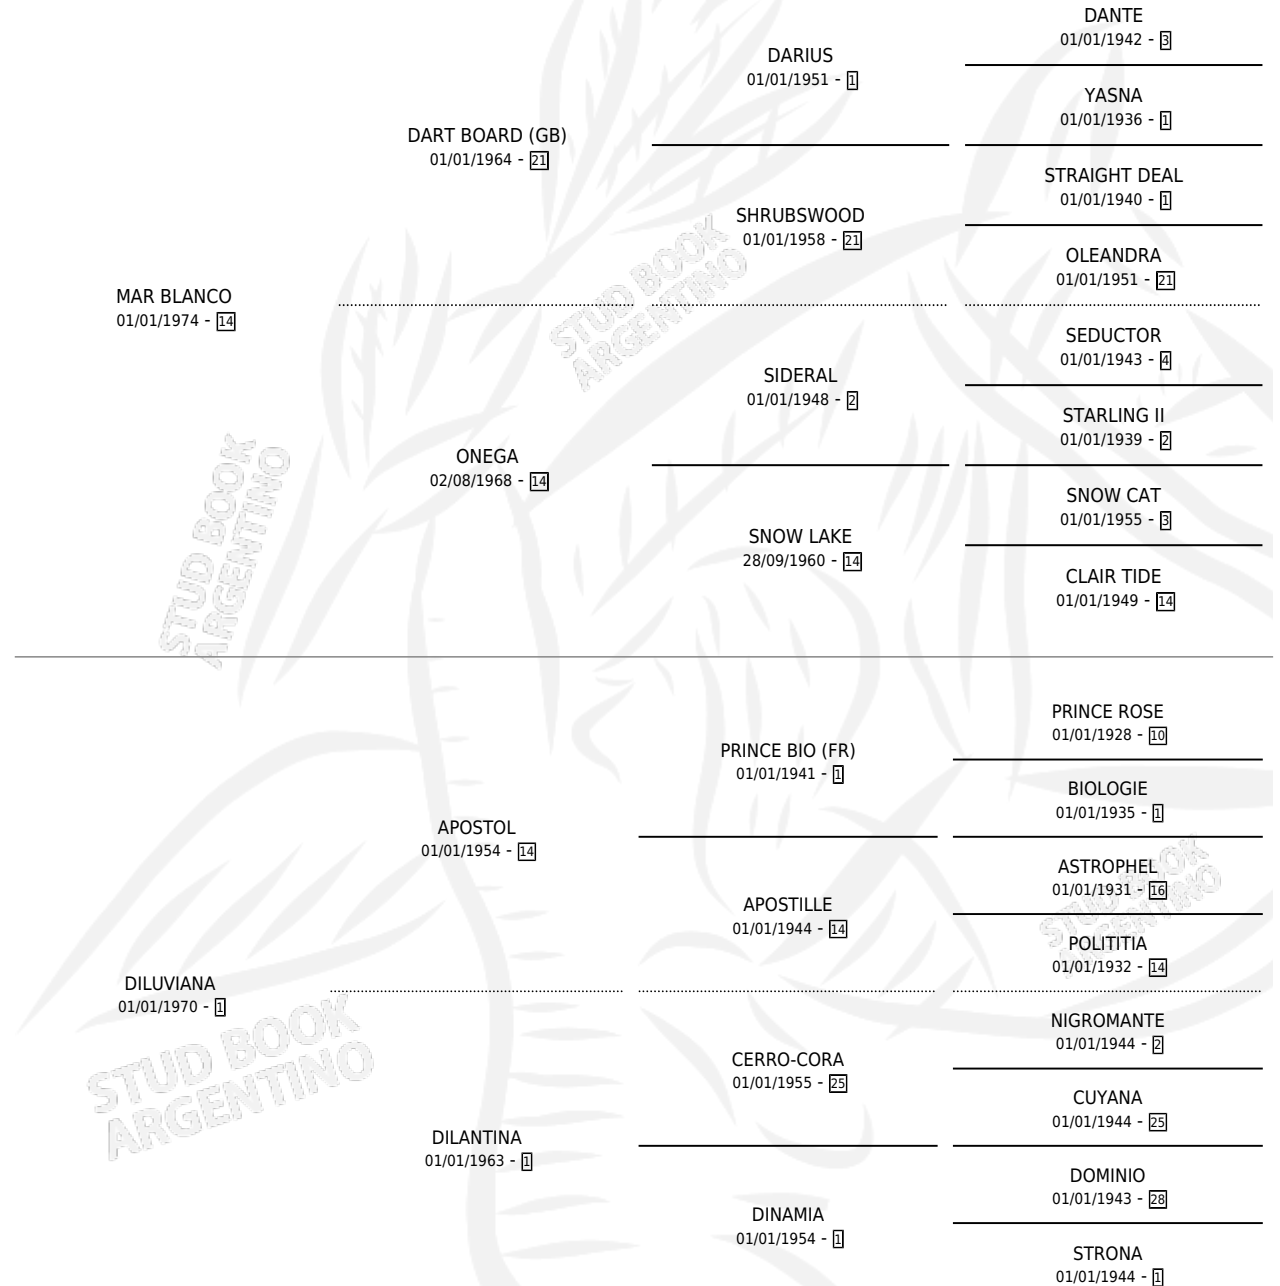 DANTE
01/01/1942 - 3
DARIUS
01/01/1951 - 1
YASNA
01/01/1936 - 1
DART BOARD (GB)
01/01/1964 - 21
STRAIGHT DEAL
01/01/1940 - 1
SHRUBSWOOD
01/01/1958 - 21
OLEANDRA
01/01/1951 - 21
MAR BLANCO
01/01/1974 - 14
STUD BOOK
ARGENTINO
SEDUCTOR
01/01/1943 - 4
SIDERAL
01/01/1948 - 2
STARLING II
01/01/1939 - 2
ONEGA
02/08/1968 - 14
SNOW CAT
01/01/1955 - 3
SNOW LAKE
28/09/1960 - 14
CLAIR TIDE
01/01/1949 - 14
STUD BOOK
ARGENTINO
PRINCE ROSE
01/01/1928 - 10
PRINCE BIO (FR)
01/01/1941 - 1
BIOLOGIE
01/01/1935 - 1
APOSTOL
01/01/1954 - 14
ASTROPHEL
01/01/1931 - 16
APOSTILLE
01/01/1944 - 14
STUD BOOK
ARGENTINO
POLITITIA
01/01/1932 - 14
DILUVIANA
01/01/1970 - 1
NIGROMANTE
01/01/1944 - 2
CERRO-CORA
01/01/1955 - 25
CUYANA
01/01/1944 - 25
STUD BOOK
ARGENTINO
DILANTINA
01/01/1963 - 1
DOMINIO
01/01/1943 - 28
DINAMIA
01/01/1954 - 1
STRONA
01/01/1944 - 1